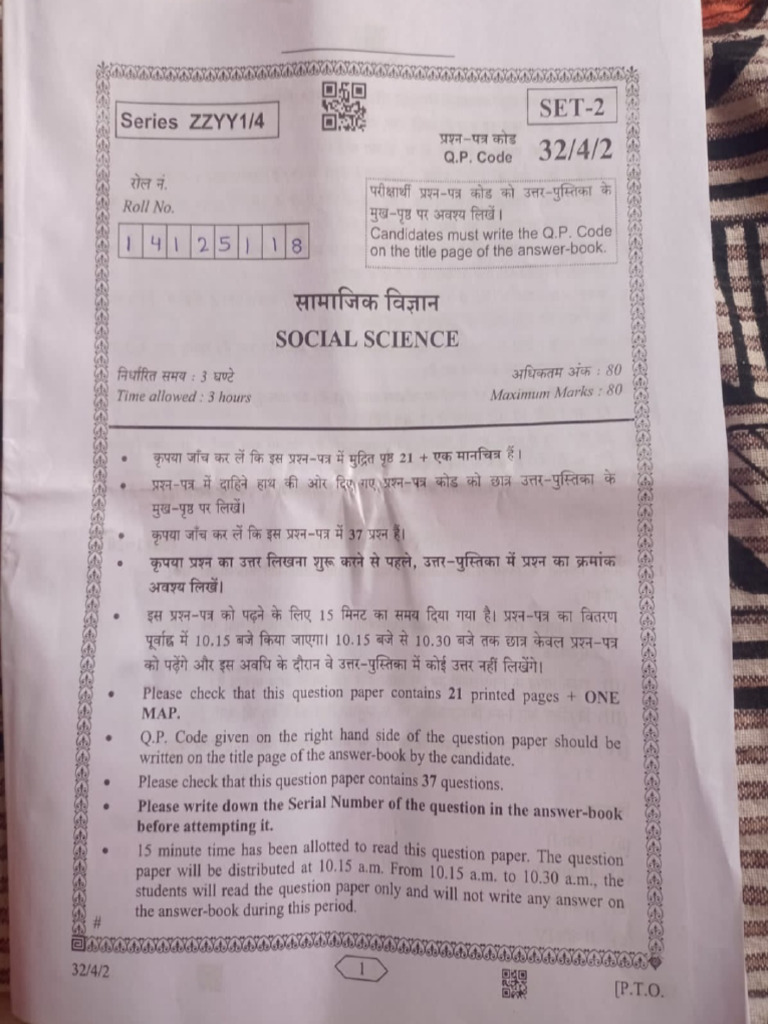 Series ZZYY1/4
SET-2
प्रश्न-पत्र कोड
Q.P. Code 32/4/2
रोल नं.
Roll No.
1 4 1 2 5 1 1 8
परीक्षार्थी प्रश्न-पत्र कोड को उत्तर-पुस्तिका के
मुख-पृष्ठ पर अवश्य लिखें।
Candidates must write the Q.P. Code
on the title page of the answer-book.
सामाजिक विज्ञान
SOCIAL SCIENCE
निर्धारित समय : 3 घण्टे
अधिकतम अंक : 80
Time allowed : 3 hours
Maximum Marks : 80
• कृपया जाँच कर लें कि इस प्रश्न-पत्र में मुद्रित पृष्ठ 21 + एक मानचित्र हैं।
• प्रश्न-पत्र में दाहिने हाथ की ओर दिए गए प्रश्न-पत्र कोड को छात्र उत्तर-पुस्तिका के
मुख-पृष्ठ पर लिखें।
• कृपया जाँच कर लें कि इस प्रश्न-पत्र में 37 प्रश्न हैं।
• कृपया प्रश्न का उत्तर लिखना शुरू करने से पहले, उत्तर-पुस्तिका में प्रश्न का क्रमांक
अवश्य लिखें।
• इस प्रश्न-पत्र को पढ़ने के लिए 15 मिनट का समय दिया गया है। प्रश्न-पत्र का वितरण
पूर्वाह्न में 10.15 बजे किया जाएगा। 10.15 बजे से 10.30 बजे तक छात्र केवल प्रश्न-पत्र
को पढ़ेंगे और इस अवधि के दौरान वे उत्तर-पुस्तिका में कोई उत्तर नहीं लिखेंगे।
• Please check that this question paper contains 21 printed pages + ONE
MAP.
• Q.P. Code given on the right hand side of the question paper should be
written on the title page of the answer-book by the candidate.
• Please check that this question paper contains 37 questions.
• Please write down the Serial Number of the question in the answer-book
before attempting it.
• 15 minute time has been allotted to read this question paper. The question
paper will be distributed at 10.15 a.m. From 10.15 a.m. to 10.30 a.m., the
students will read the question paper only and will not write any answer on
the answer-book during this period.
#
32/4/2
1
[P.T.O.